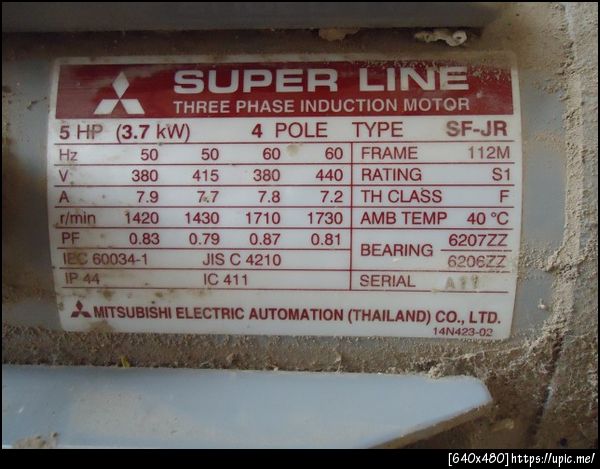 SUPER LINE
THREE PHASE INDUCTION MOTOR
5 HP (3.7 kW) 4 POLE TYPE SF-JR
Hz 50 50 60 60 FRAME 112M
V 380 415 380 440 RATING S1
A 7.9 7.7 7.8 7.2 TH CLASS F
r/min 1420 1430 1710 1730 AMB TEMP 40 °C
PF 0.83 0.79 0.87 0.81 BEARING 6207ZZ
IEC 60034-1 JIS C 4210 6206ZZ
IP 44 IC 411 SERIAL A11
MITSUBISHI ELECTRIC AUTOMATION (THAILAND) CO., LTD.
14N423-02
[640x480]https://upic.me/